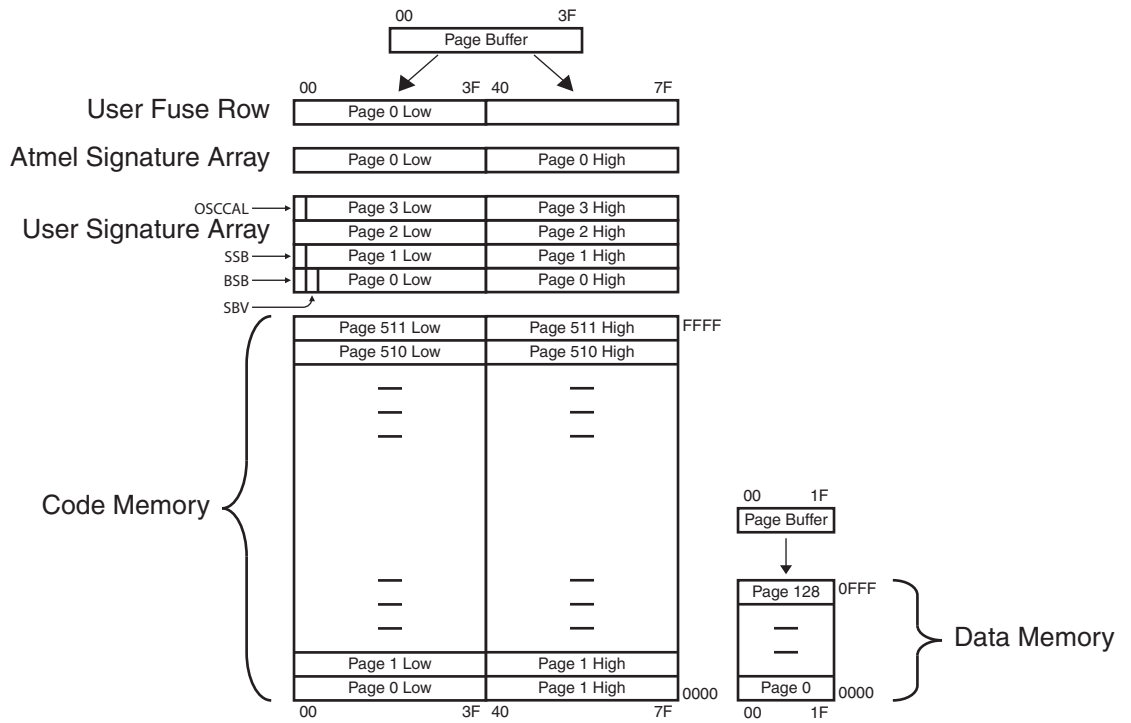 00 3F
Page Buffer
00 3F 40 7F
User Fuse Row
Page 0 Low
Atmel Signature Array
Page 0 Low Page 0 High
OSCCAL
Page 3 Low Page 3 High
User Signature Array
Page 2 Low Page 2 High
SSB
Page 1 Low Page 1 High
BSB
Page 0 Low Page 0 High
SBV
Page 511 Low Page 511 High FFFF
Page 510 Low Page 510 High
Code Memory
00 1F
Page Buffer
Page 128 0FFF
Data Memory
Page 1 Low Page 1 High
Page 0 Low Page 1 High 0000
Page 0 0000
00 3F 40 7F
00 1F